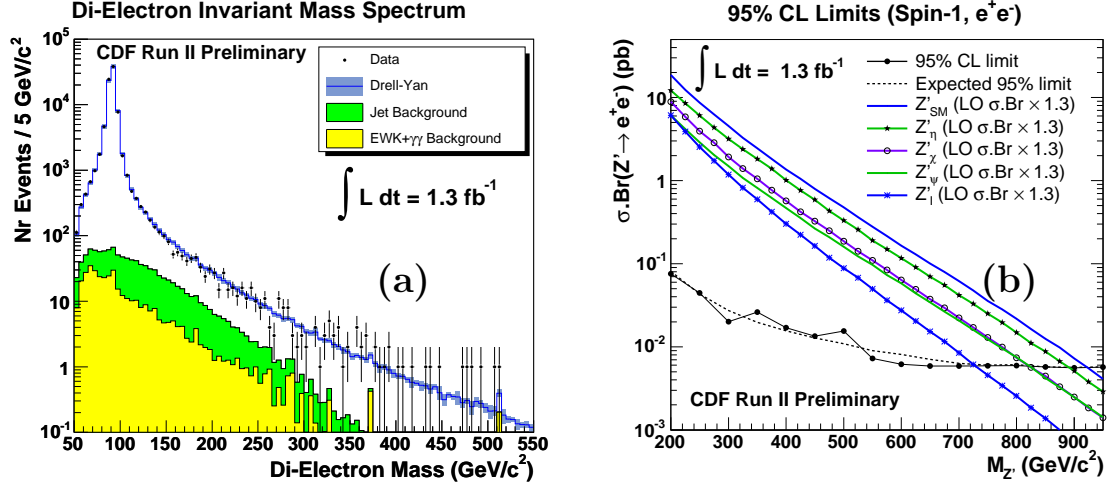 Di-Electron Invariant Mass Spectrum
Nr Events / 5 GeV/c²
10⁵
10⁴
10³
10²
10
1
10⁻¹
CDF Run II Preliminary
Data
Drell-Yan
Jet Background
EWK+γγ Background
∫ L dt = 1.3 fb⁻¹
(a)
50 100 150 200 250 300 350 400 450 500 550
Di-Electron Mass (GeV/c²)
95% CL Limits (Spin-1, e⁺e⁻)
σ.Br(Z'→ e⁺e⁻) (pb)
10
1
10⁻¹
10⁻²
10⁻³
∫ L dt = 1.3 fb⁻¹
95% CL limit
Expected 95% limit
Z'SM (LO σ.Br × 1.3)
Z'η (LO σ.Br × 1.3)
Z'χ (LO σ.Br × 1.3)
Z'ψ (LO σ.Br × 1.3)
Z'I (LO σ.Br × 1.3)
(b)
CDF Run II Preliminary
200 300 400 500 600 700 800 900
MZ' (GeV/c²)